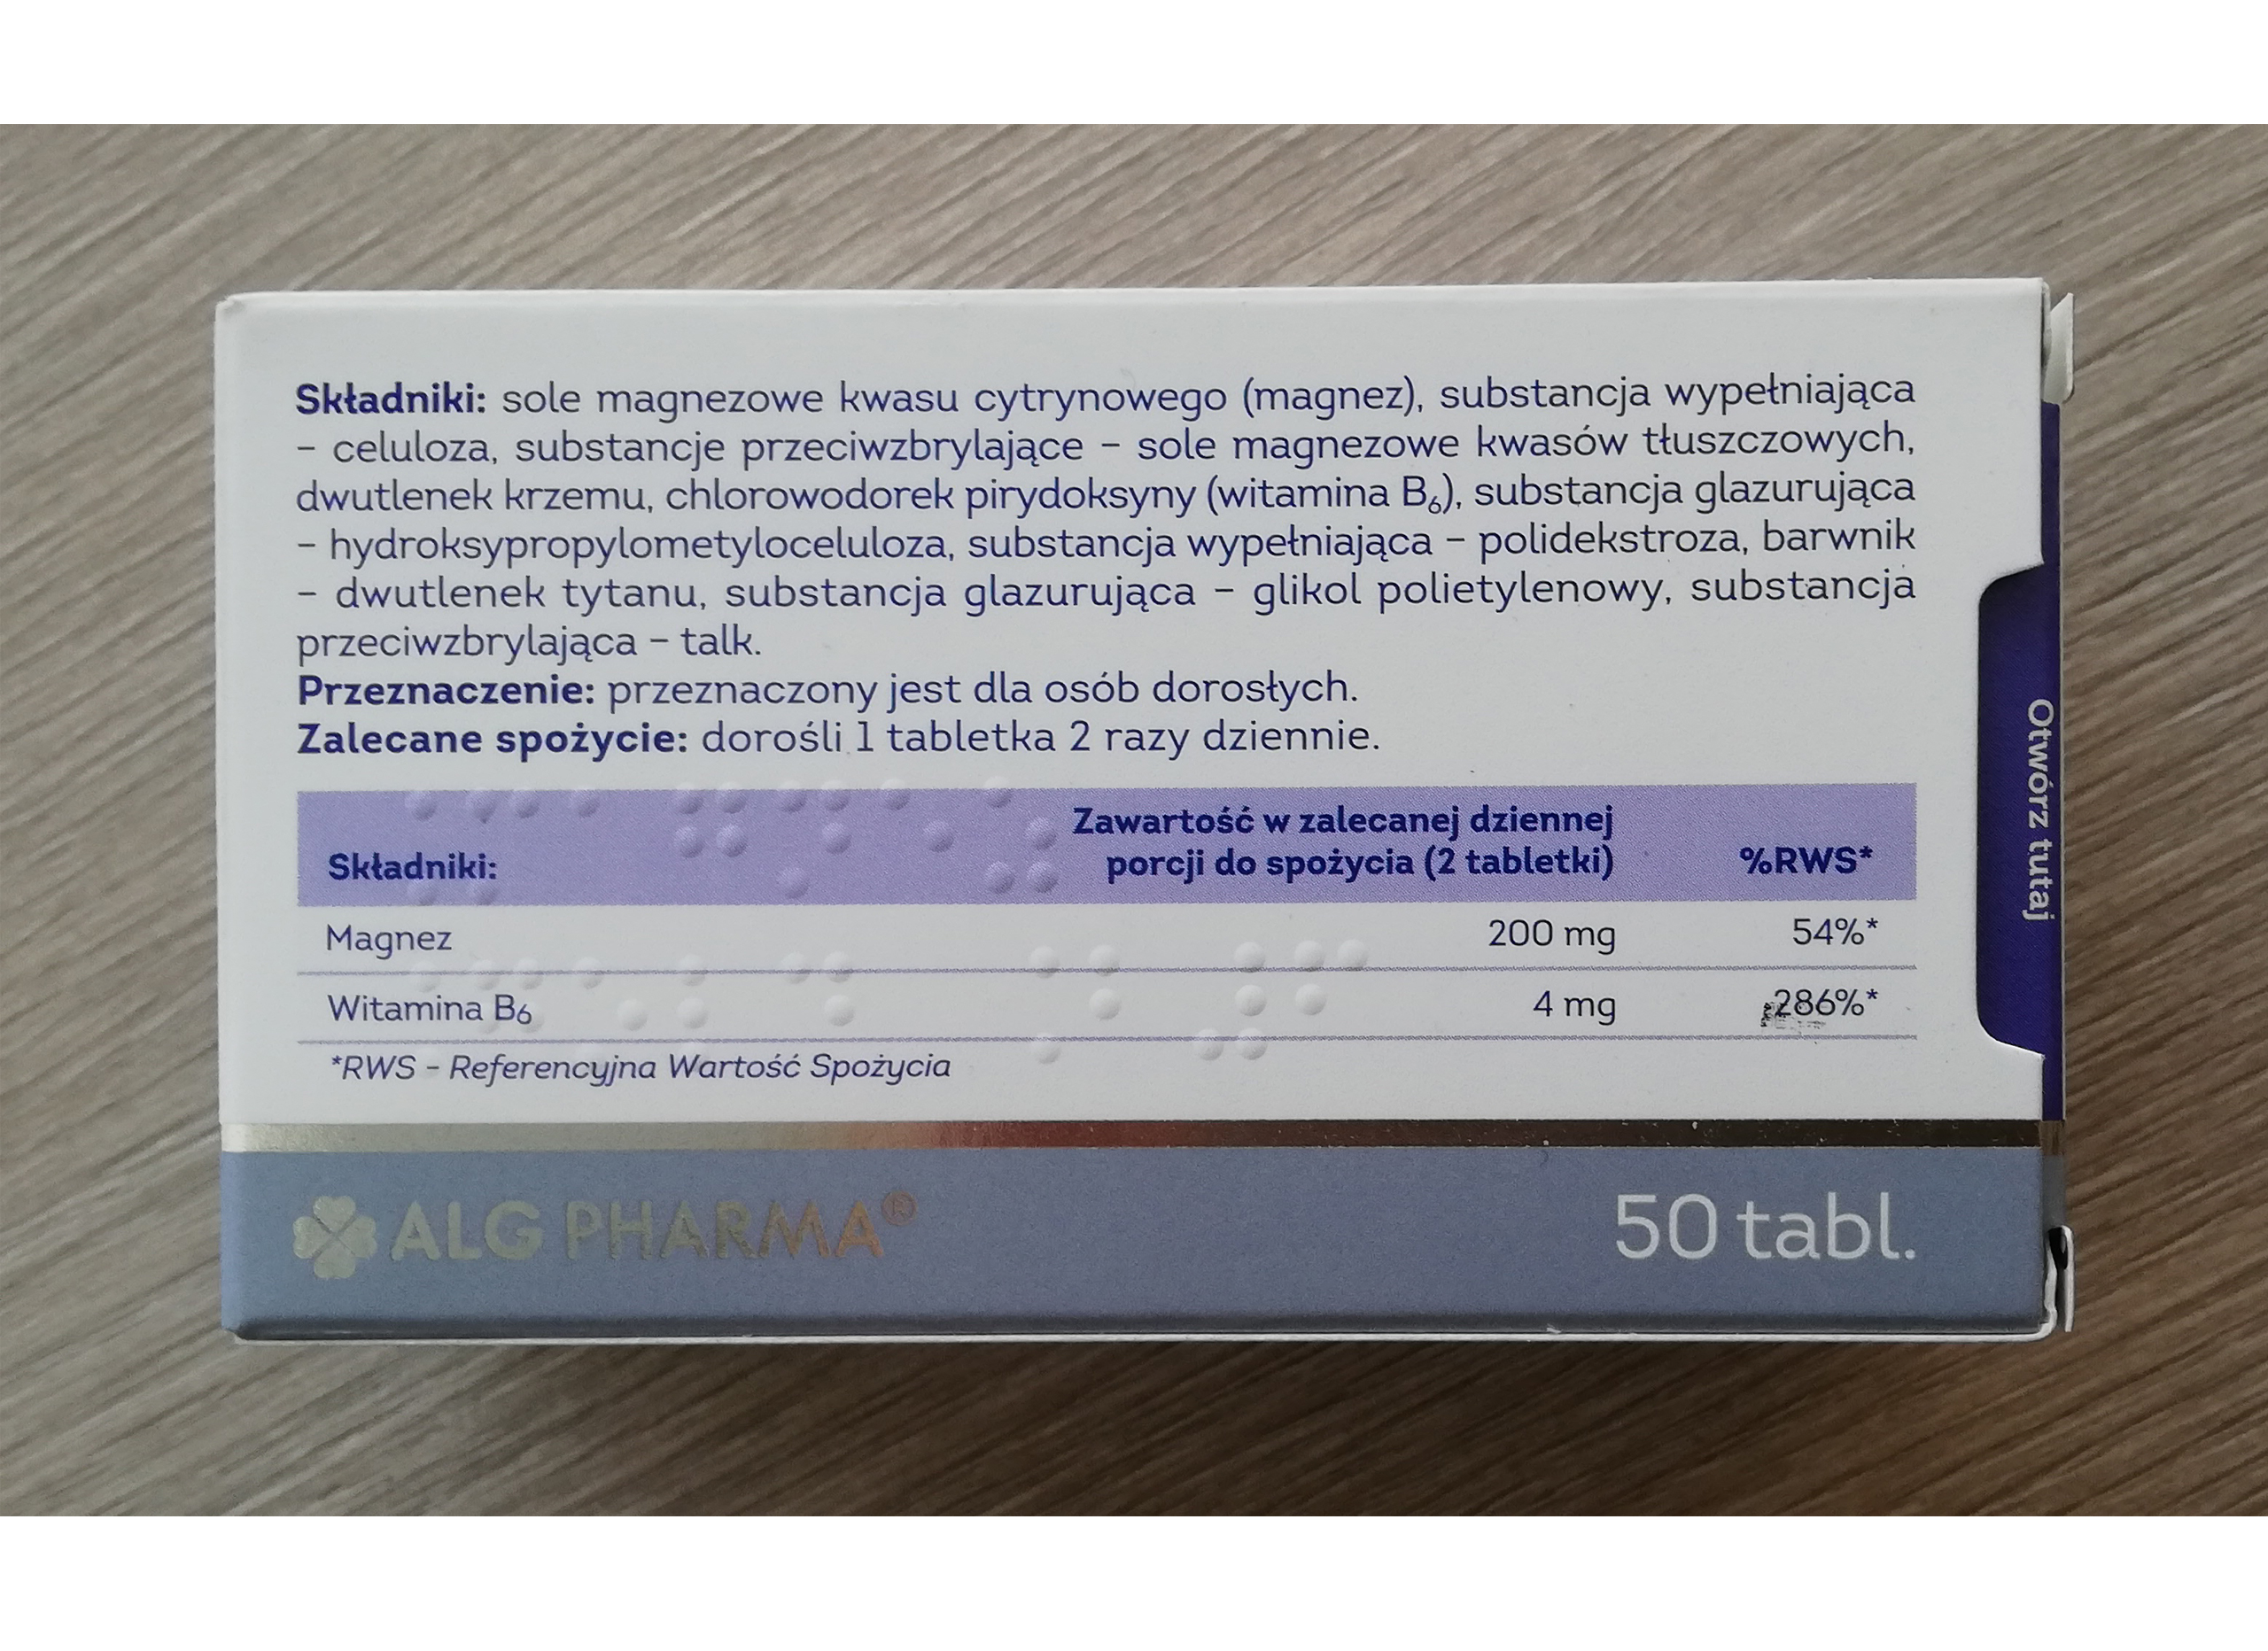 Składniki: sole magnezowe kwasu cytrynowego (magnez), substancja wypełniająca
– celuloza, substancje przeciwzbrylające – sole magnezowe kwasów tłuszczowych,
dwutlenek krzemu, chlorowodorek pirydoksyny (witamina B₆), substancja glazurująca
– hydroksypropylometyloceluloza, substancja wypełniająca – polidekstroza, barwnik
– dwutlenek tytanu, substancja glazurująca – glikol polietylenowy, substancja
przeciwzbrylająca – talk.
Przeznaczenie: przeznaczony jest dla osób dorosłych.
Zalecane spożycie: dorośli 1 tabletka 2 razy dziennie.
Składniki: Zawartość w zalecanej dziennej
porcji do spożycia (2 tabletki) %RWS*
Magnez 200 mg 54%*
Witamina B₆ 4 mg 286%*
*RWS – Referencyjna Wartość Spożycia
ALG PHARMA® 50 tabl.
Otwórz tutaj